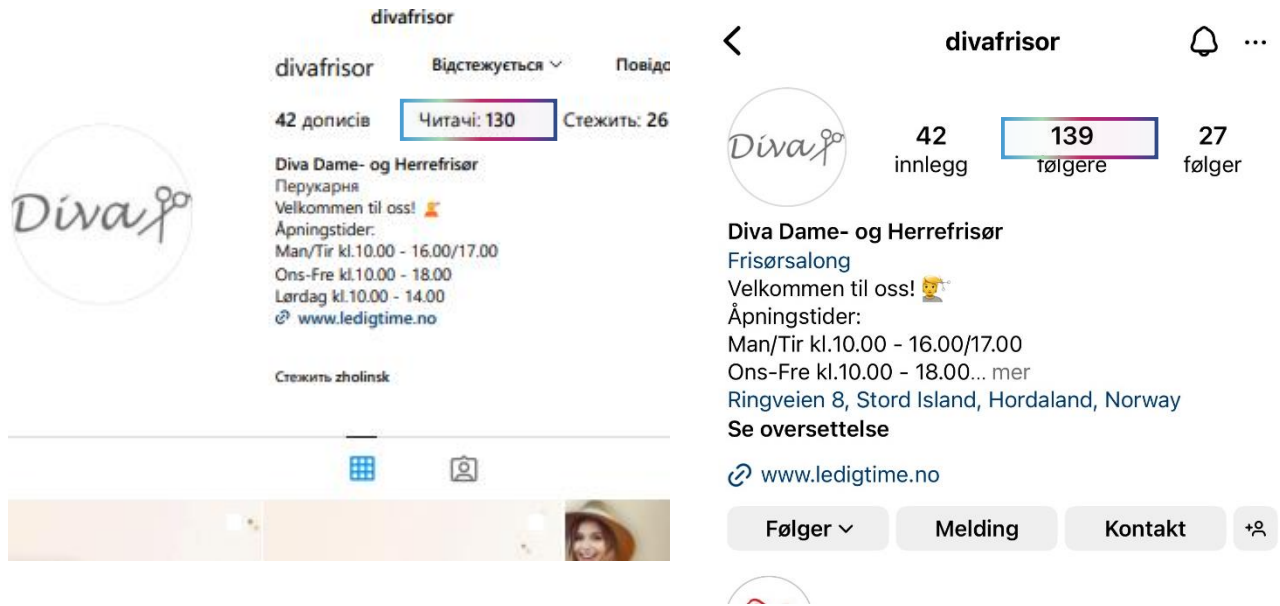 divafrisor
divafrisor Відстежується Повідо
42 дописів Читачі: 130 Стежить: 26
Diva
Diva Dame- og Herrefrisør
Перукарня
Velkommen til oss!
Åpningstider:
Man/Tir kl.10.00 - 16.00/17.00
Ons-Fre kl.10.00 - 18.00
Lørdag kl.10.00 - 14.00
www.ledigtime.no
Стежить zholinsk
divafrisor
Diva
42 139 27
innlegg følgere følger
Diva Dame- og Herrefrisør
Frisørsalong
Velkommen til oss!
Åpningstider:
Man/Tir kl.10.00 - 16.00/17.00
Ons-Fre kl.10.00 - 18.00... mer
Ringveien 8, Stord Island, Hordaland, Norway
Se oversettelse
www.ledigtime.no
Følger Melding Kontakt